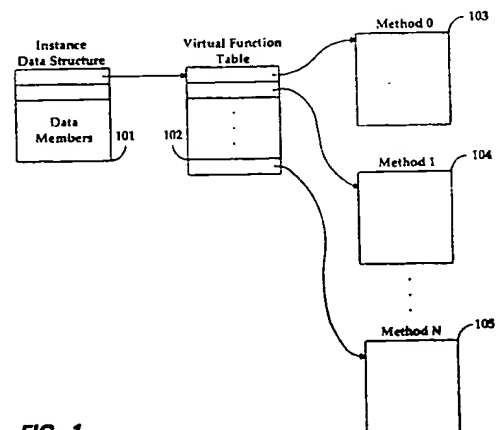 Instance
Data Structure
Data
Members
101
Virtual Function
Table
102
Method 0
103
Method 1
104
Method N
105
FIG. 1